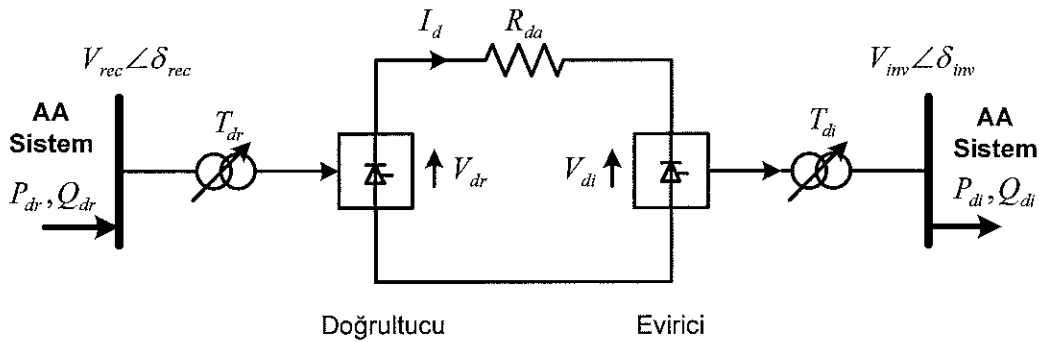 I_d
R_da
V_rec∠δ_rec
V_inv∠δ_inv
AA
Sistem
T_dr
T_di
AA
Sistem
V_dr
V_di
P_dr, Q_dr
P_di, Q_di
Doğrultucu
Evirici